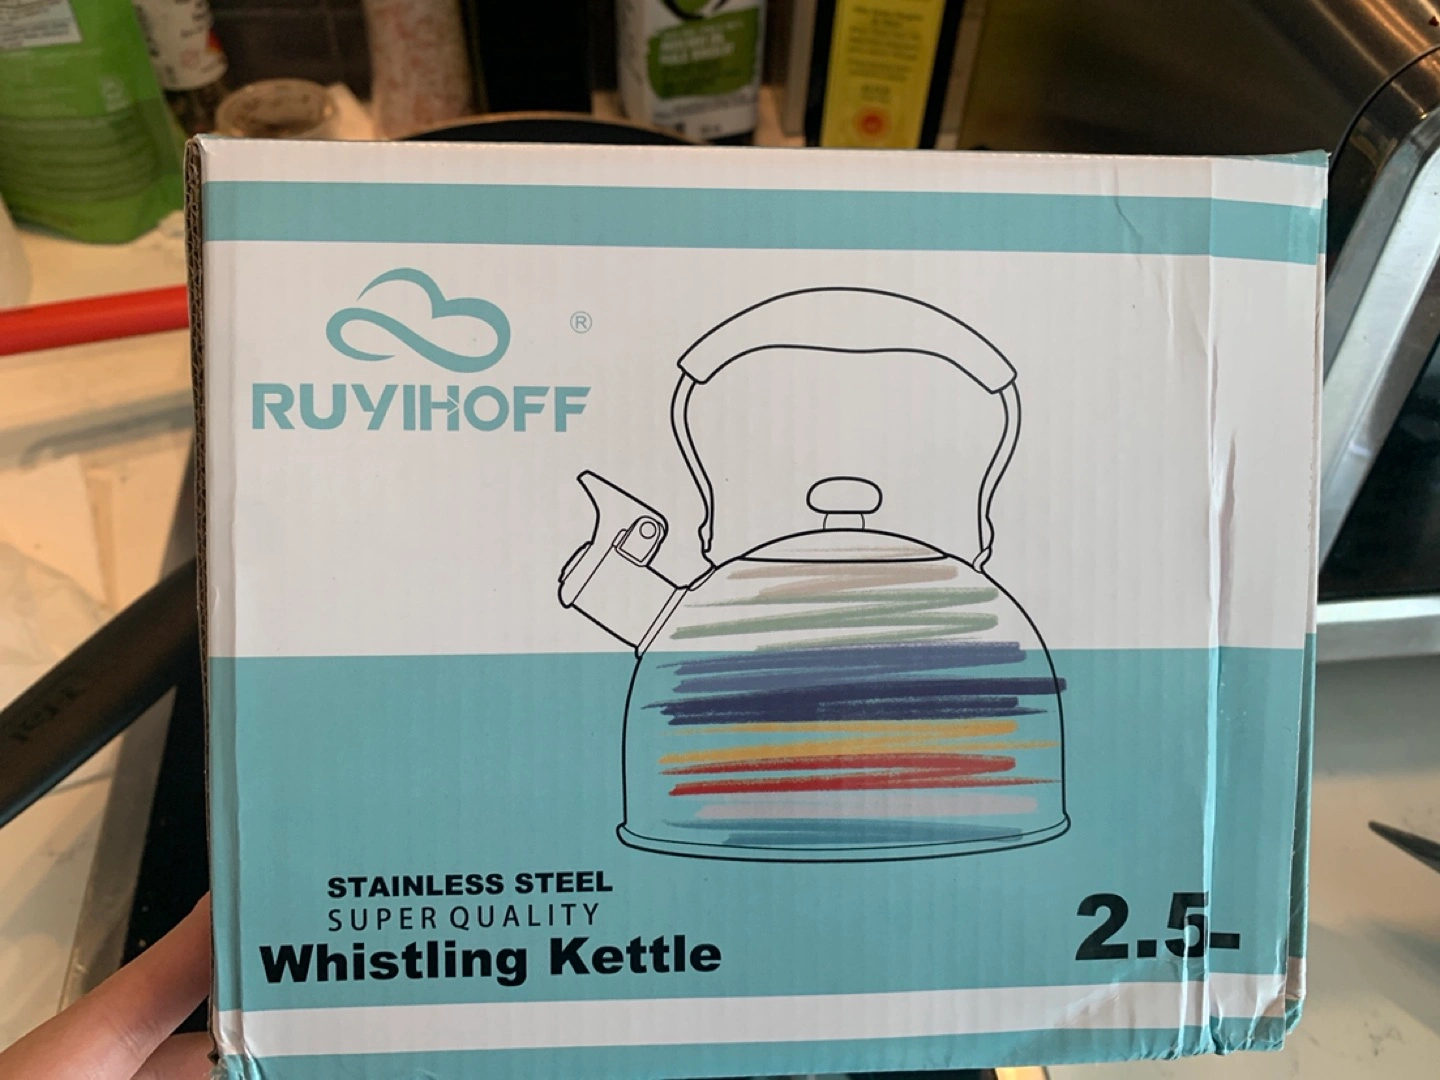 ®
RUYIHOFF
STAINLESS STEEL
SUPER QUALITY
Whistling Kettle
2.5